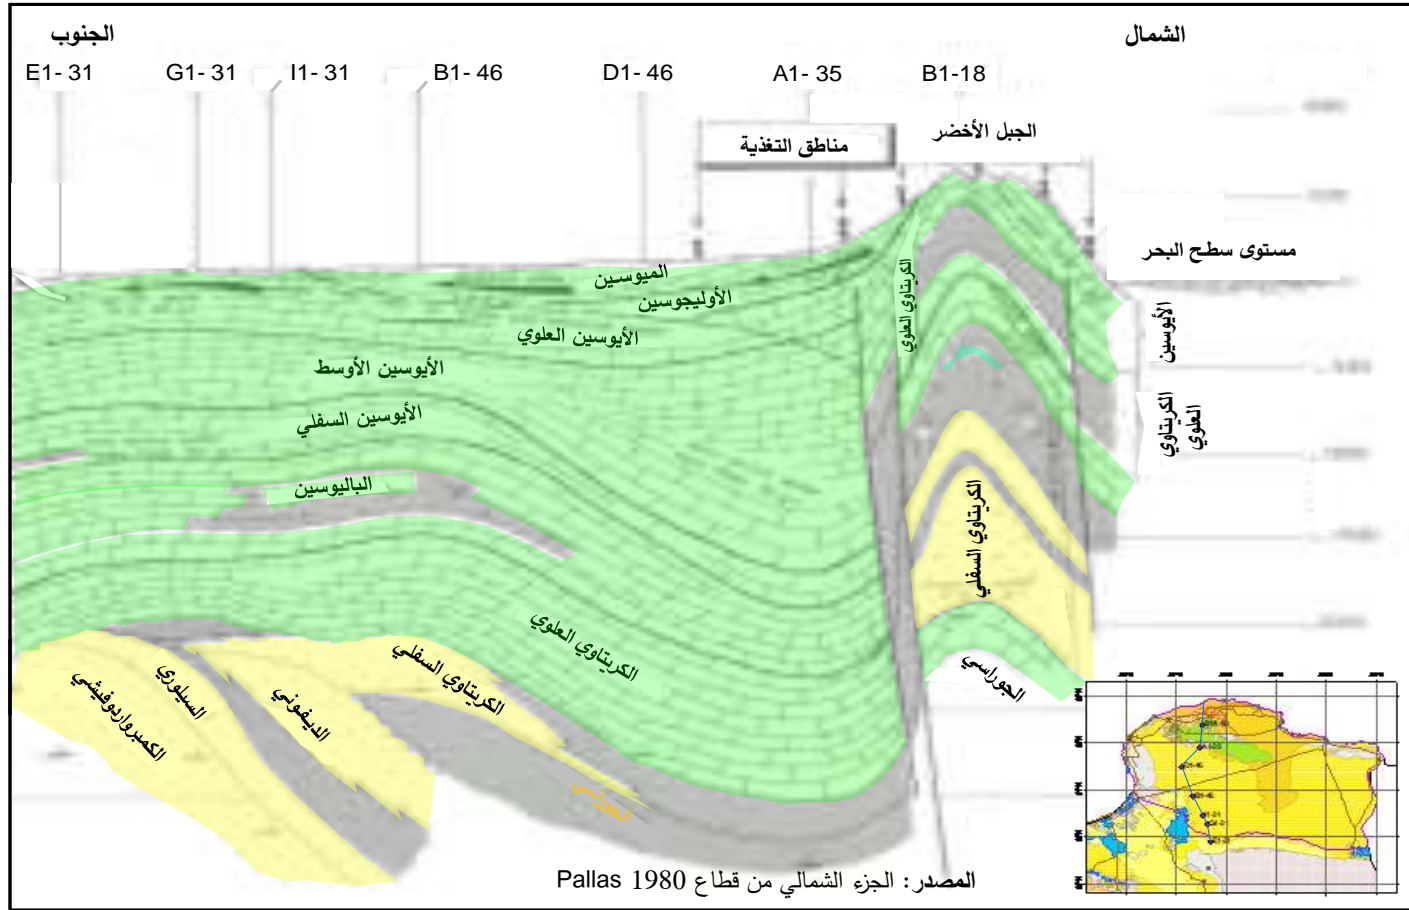 الشمال
الجنوب
E1- 31
G1- 31
I1- 31
B1- 46
D1- 46
A1- 35
B1-18
الجبل الأخضر
مناطق التغذية
مستوى سطح البحر
الميوسين
الأوليجوسين
الأيوسين العلوي
الأيوسين الأوسط
الأيوسين السفلي
الباليوسين
الكريتاوي العلوي
الكريتاوي العلوي
الأيوسين
الكريتاوي
العلوي
الكريتاوي السفلي
الجوراسي
الكريتاوي السفلي
الديفوني
السيلوري
الكمبرواردوفيشي
الجوراسي
المصدر: الجزء الشمالي من قطاع Pallas 1980